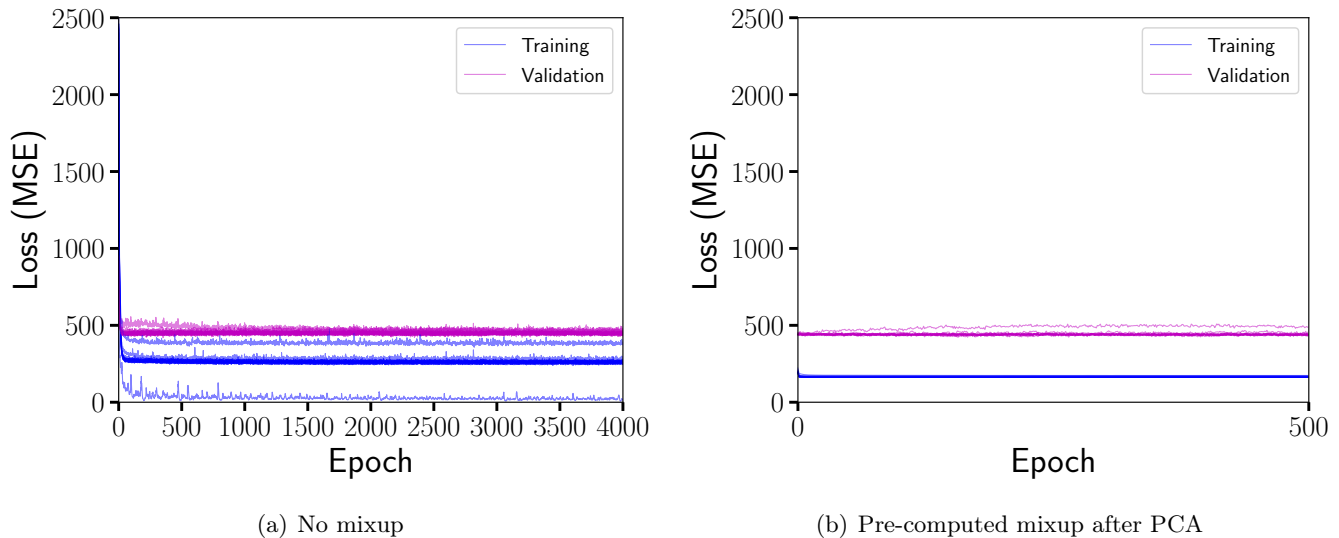 2500
2000
1500
1000
500
0
Loss (MSE)
Training
Validation
0 500 1000 1500 2000 2500 3000 3500 4000
Epoch
(a) No mixup
2500
2000
1500
1000
500
0
Loss (MSE)
Training
Validation
0 500
Epoch
(b) Pre-computed mixup after PCA